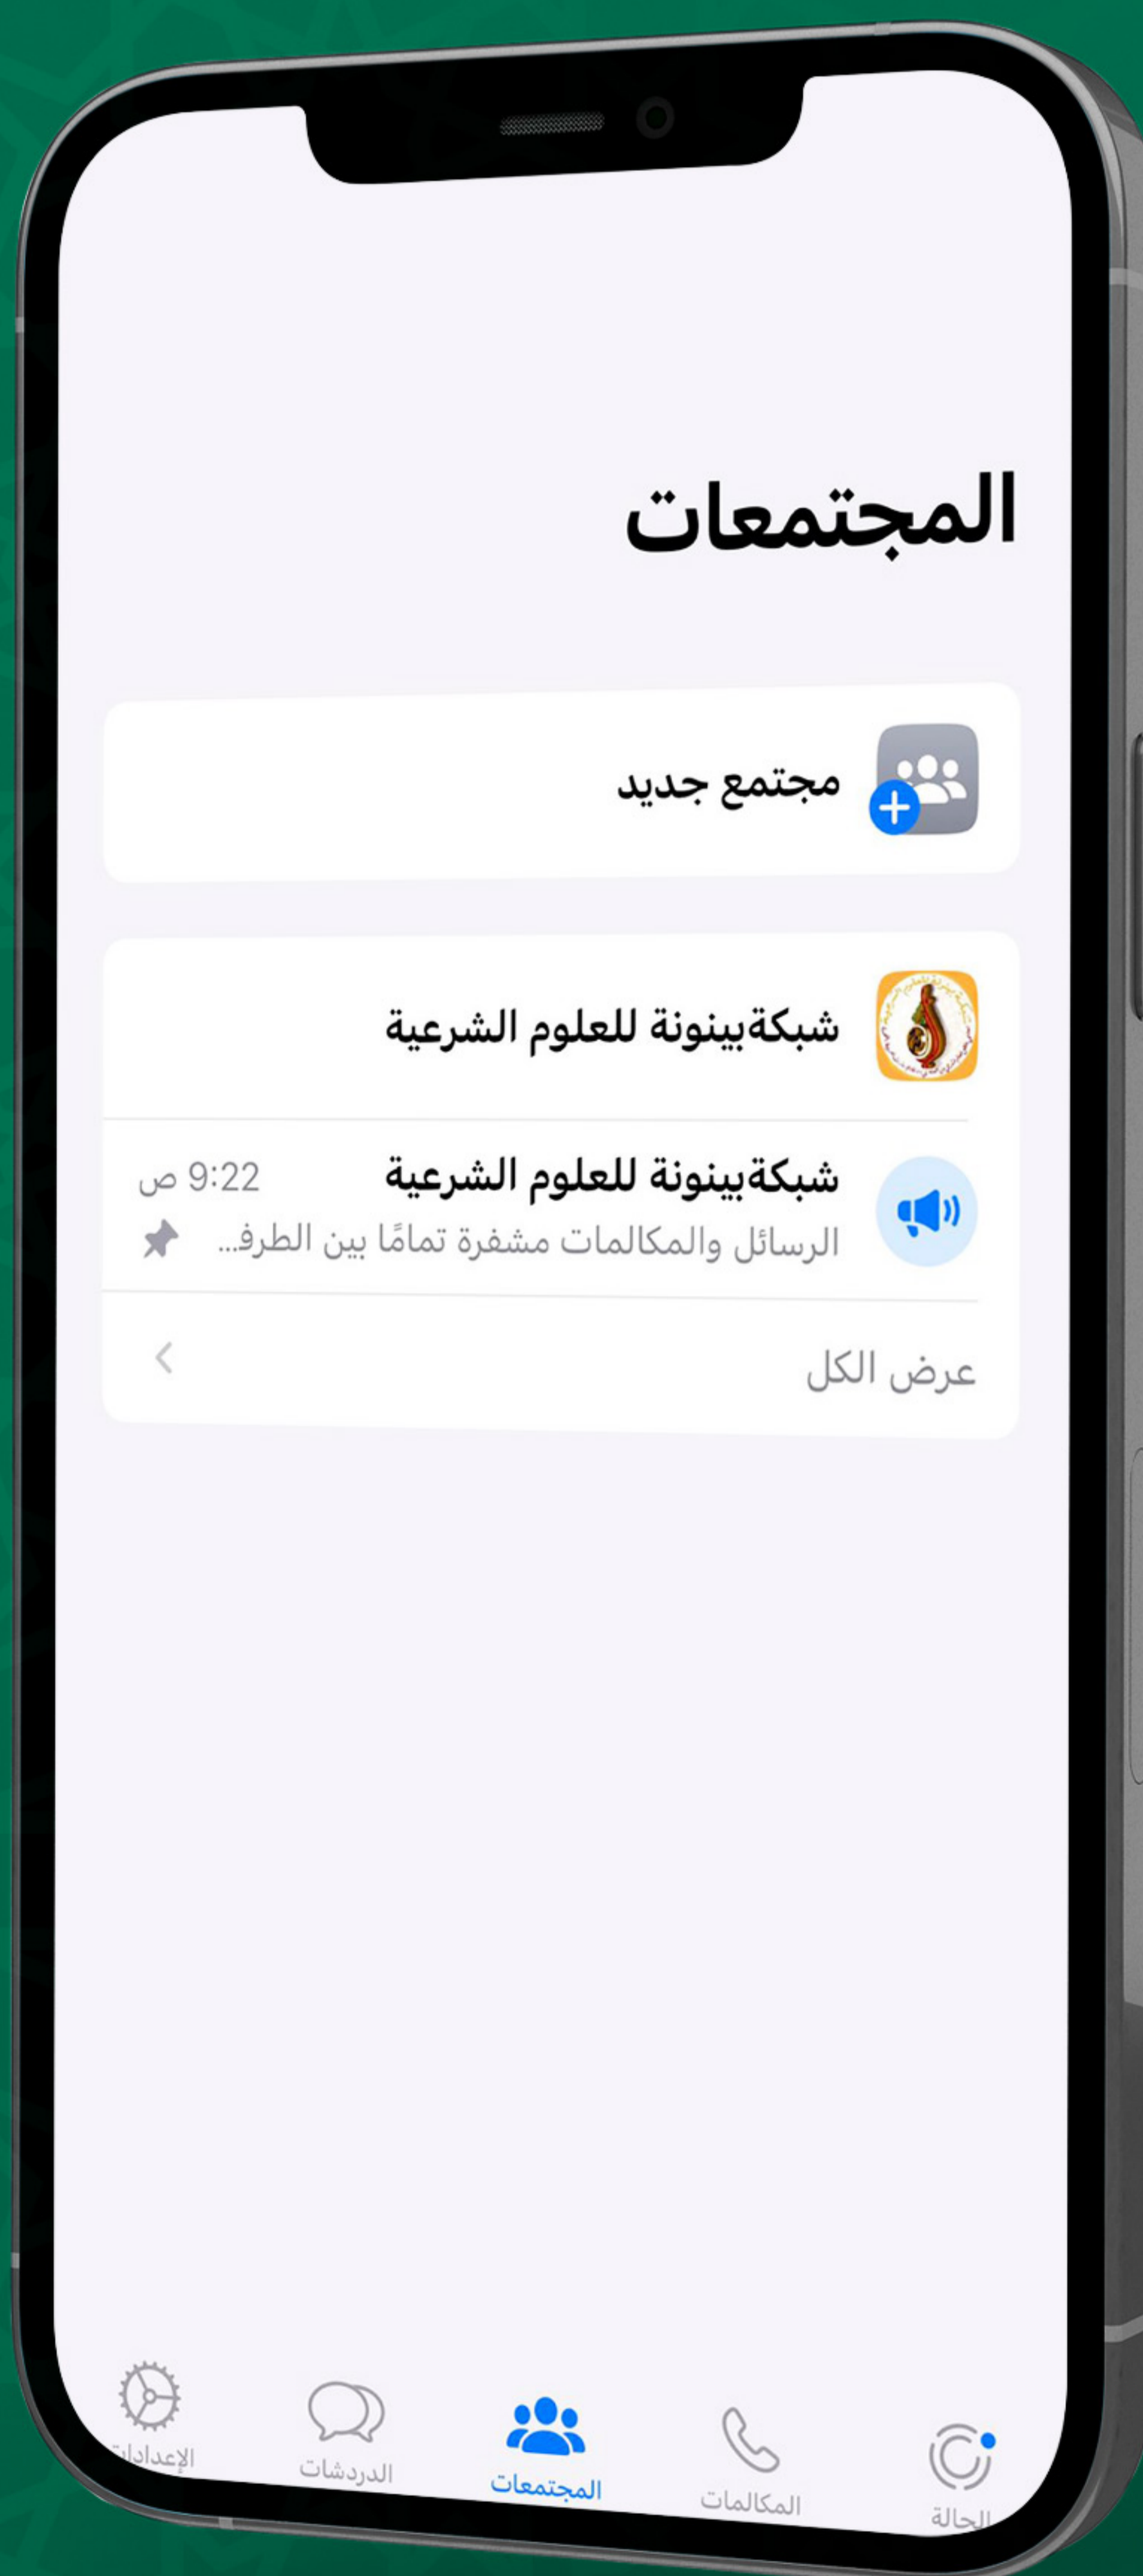 المجتمعات
مجتمع جديد
شبكةبينونة للعلوم الشرعية
شبكةبينونة للعلوم الشرعية
9:22 ص
الرسائل والمكالمات مشفرة تمامًا بين الطرفـ...
عرض الكل
الحالة
المكالمات
المجتمعات
الدردشات
الإعدادات